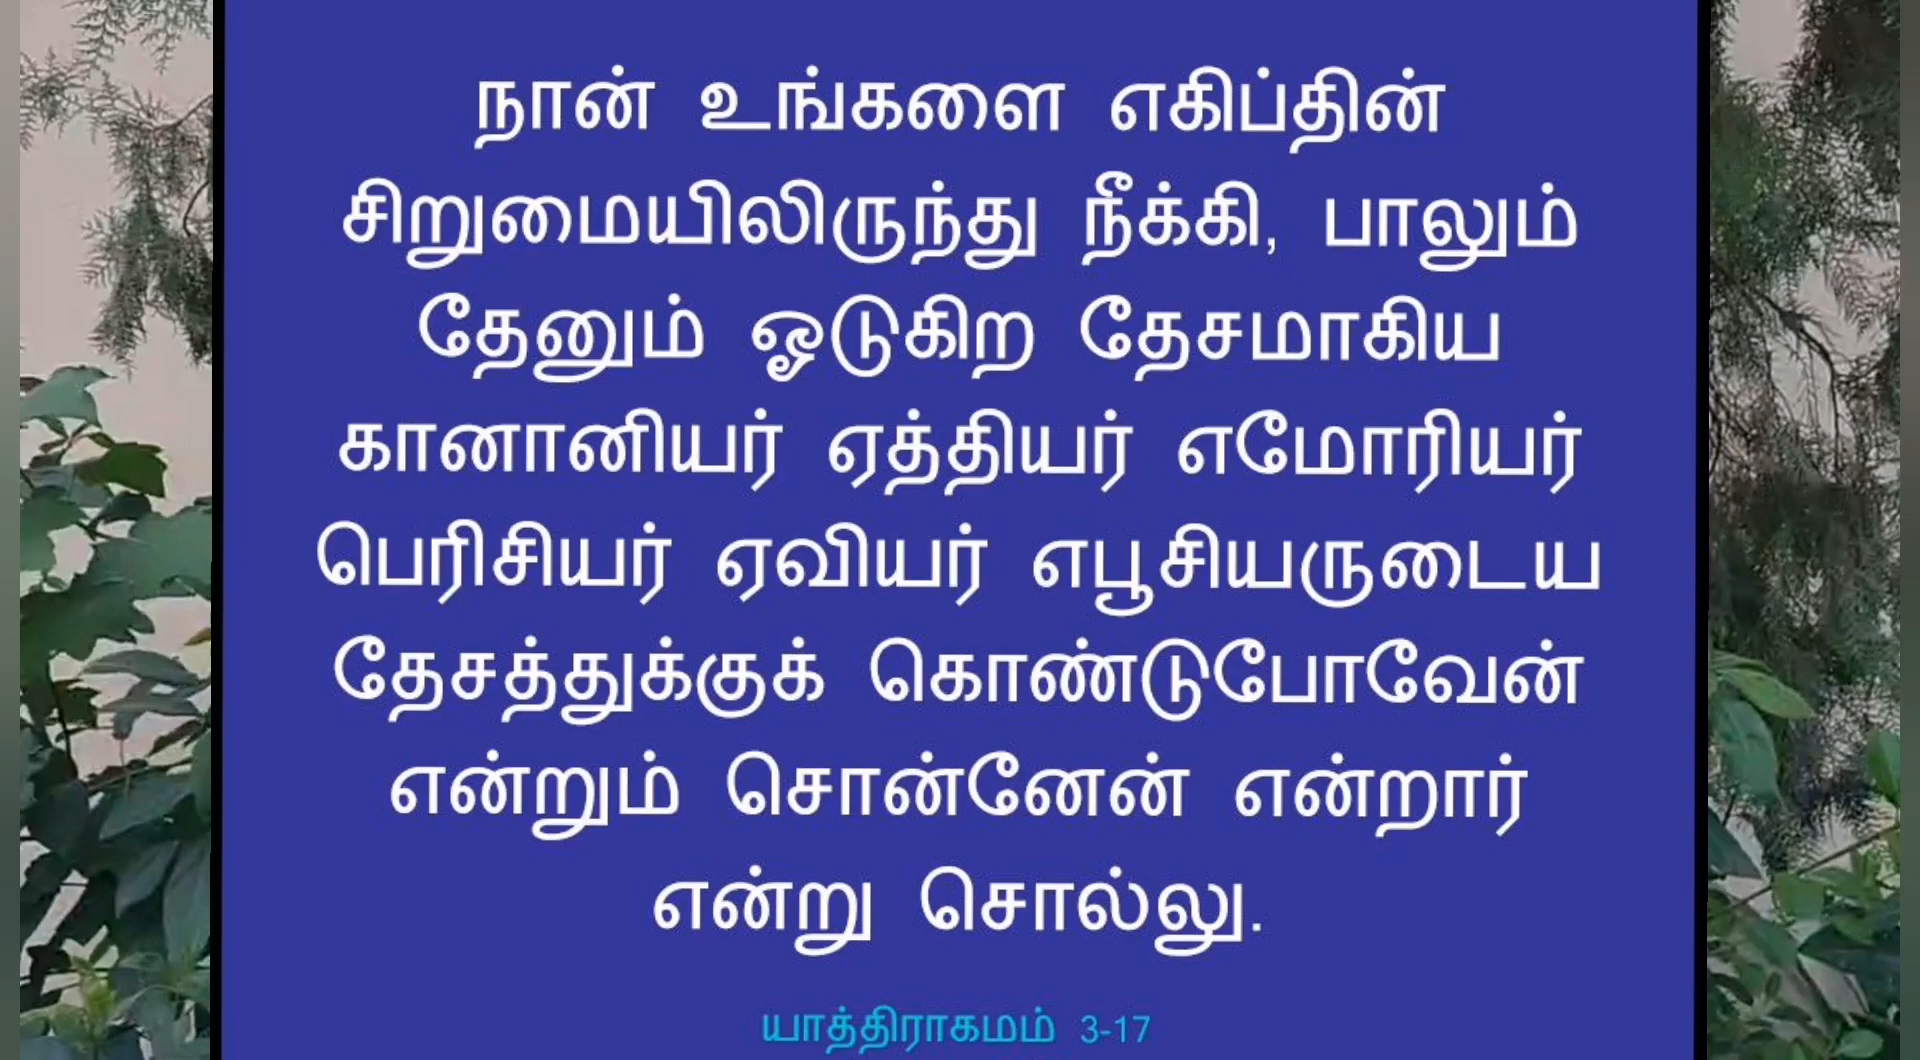 நான் உங்களை எகிப்தின்
சிறுமையிலிருந்து நீக்கி, பாலும்
தேனும் ஓடுகிற தேசமாகிய
கானானியர் ஏத்தியர் எமோரியர்
பெரிசியர் ஏவியர் எபூசியருடைய
தேசத்துக்குக் கொண்டுபோவேன்
என்றும் சொன்னேன் என்றார்
என்று சொல்லு.
யாத்திராகமம் 3-17